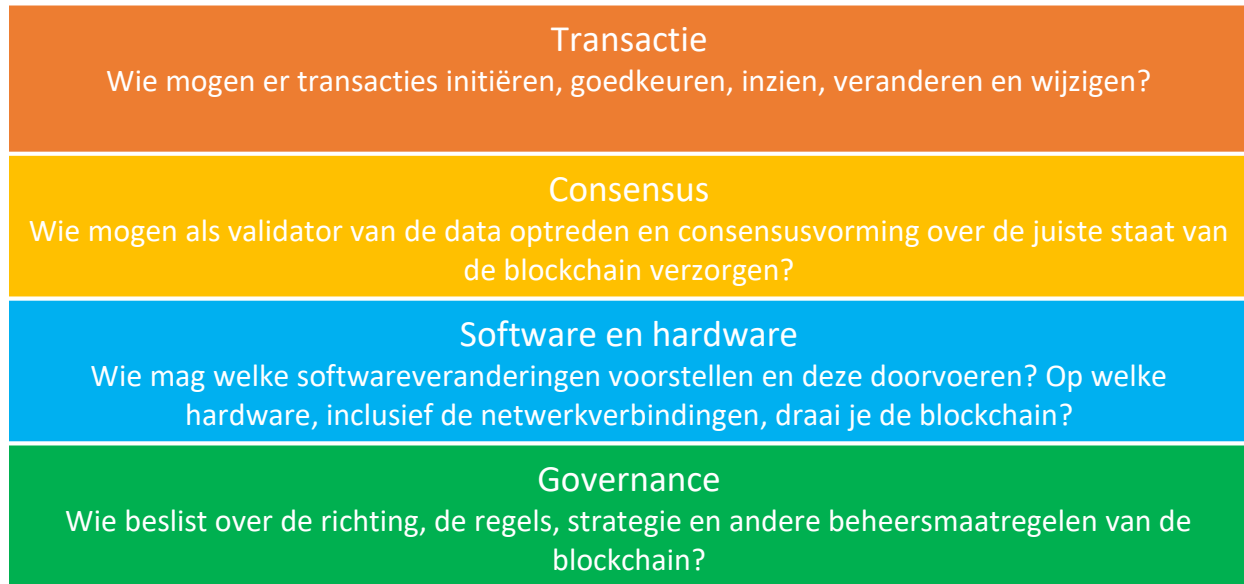 Transactie
Wie mogen er transacties initiëren, goedkeuren, inzien, veranderen en wijzigen?
Consensus
Wie mogen als validator van de data optreden en consensusvorming over de juiste staat van
de blockchain verzorgen?
Software en hardware
Wie mag welke softwareveranderingen voorstellen en deze doorvoeren? Op welke
hardware, inclusief de netwerkverbindingen, draai je de blockchain?
Governance
Wie beslist over de richting, de regels, strategie en andere beheersmaatregelen van de
blockchain?